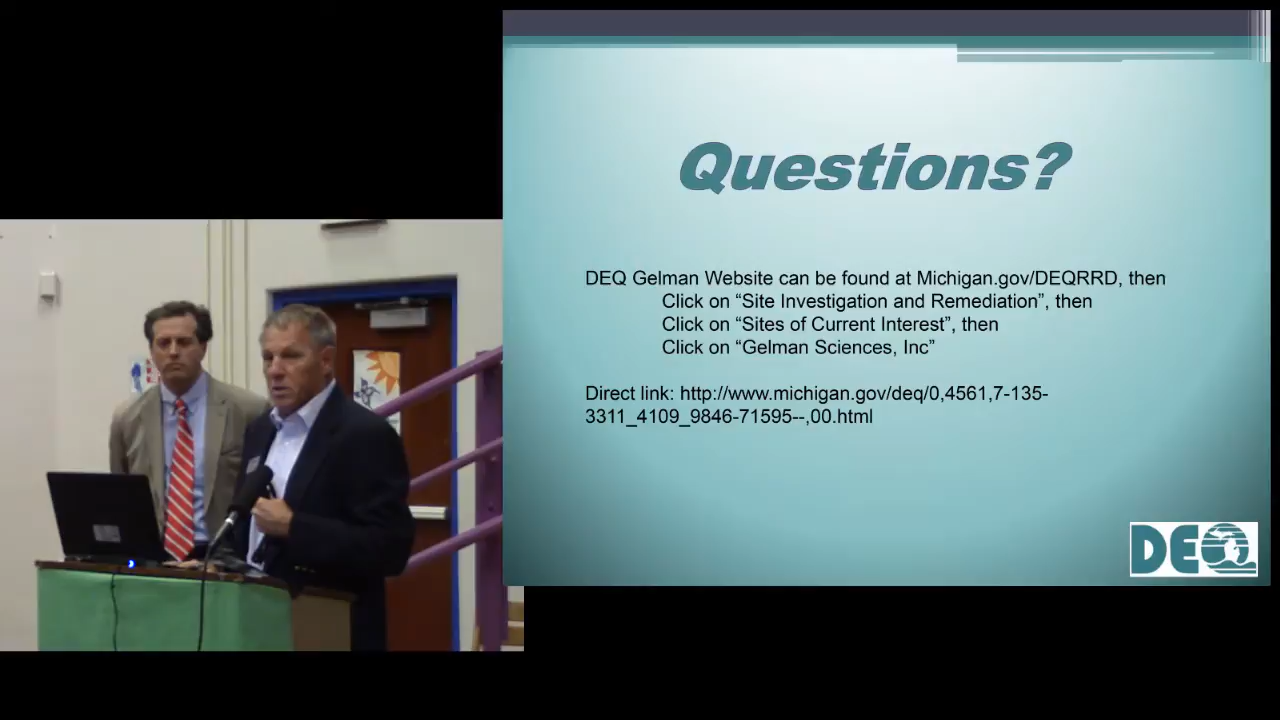 Questions?
DEQ Gelman Website can be found at Michigan.gov/DEQRRD, then
Click on “Site Investigation and Remediation”, then
Click on “Sites of Current Interest”, then
Click on “Gelman Sciences, Inc”
Direct link: http://www.michigan.gov/deq/0,4561,7-135-
3311_4109_9846-71595--,00.html
DEQ